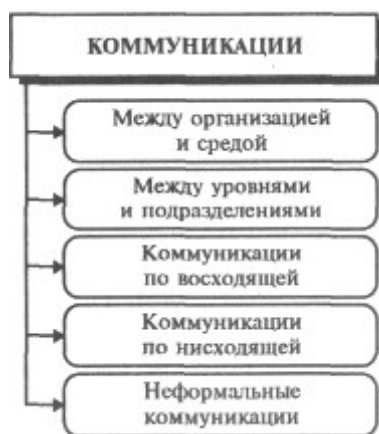 КОММУНИКАЦИИ
Между организацией
и средой
Между уровнями
и подразделениями
Коммуникации
по восходящей
Коммуникации
по нисходящей
Неформальные
коммуникации